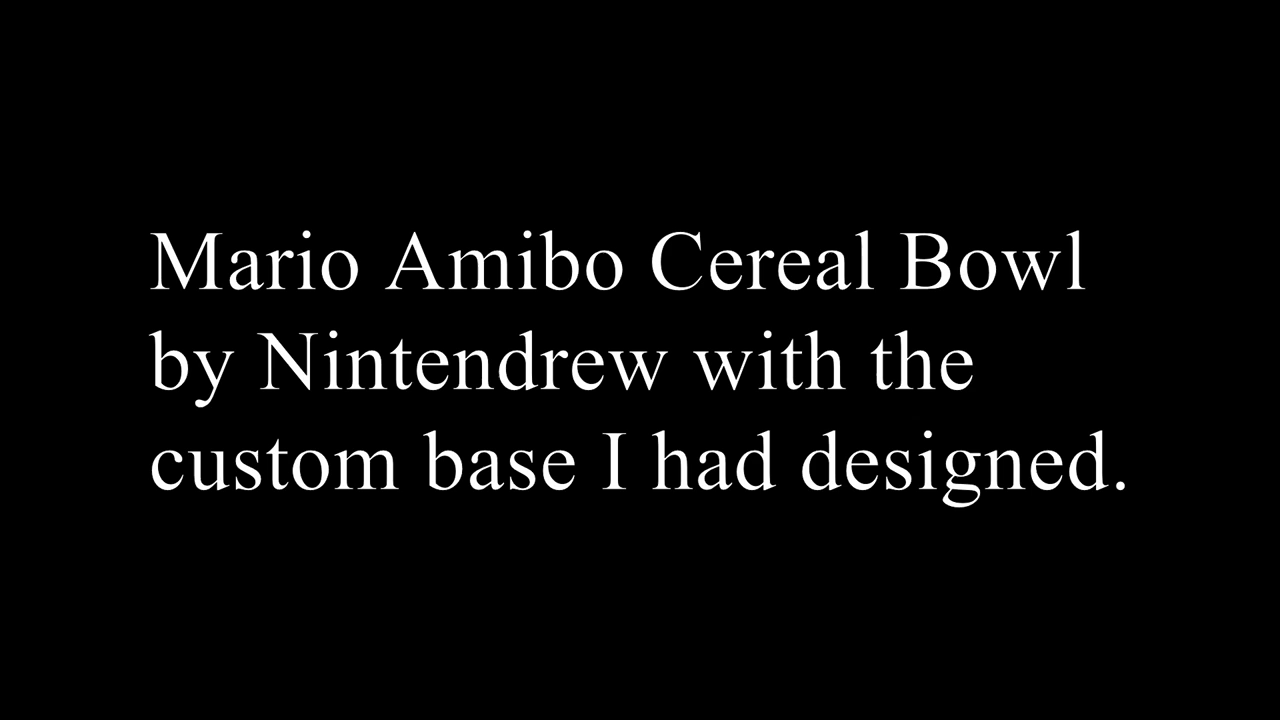 Mario Amibo Cereal Bowl
by Nintendrew with the
custom base I had designed.